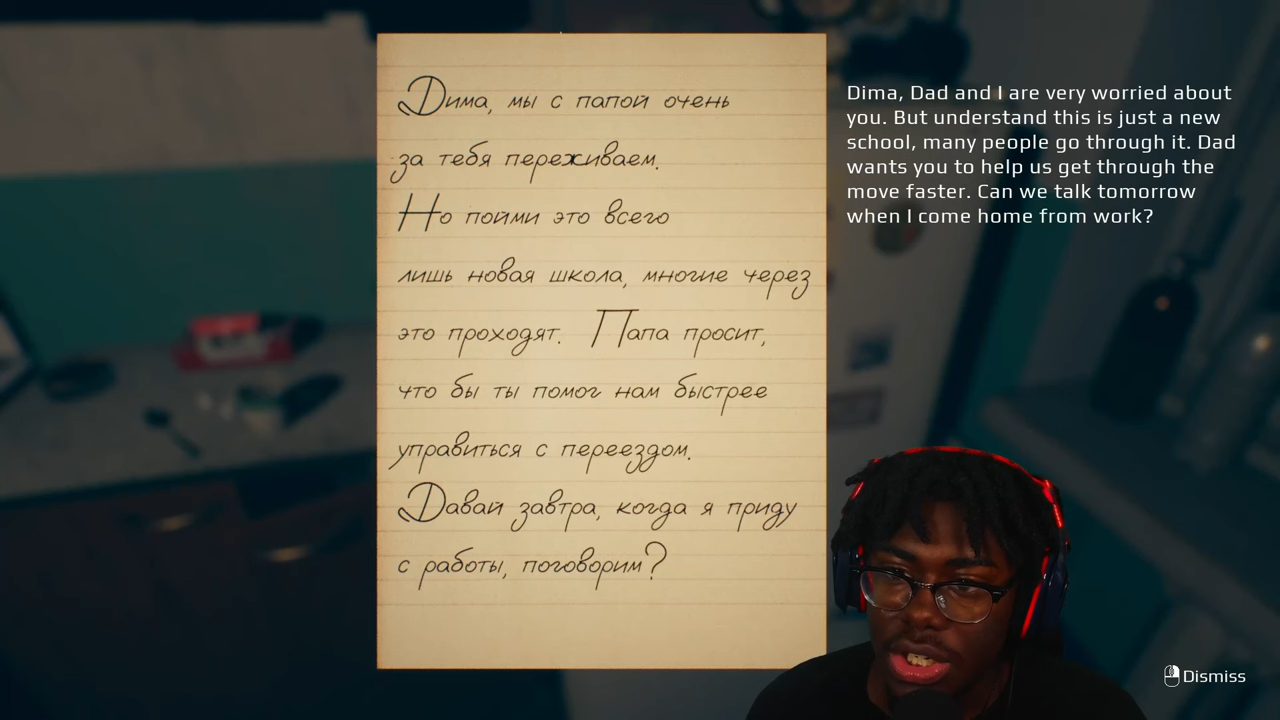 Дима, мы с папой очень
за тебя переживаем.
Но пойми это всего
лишь новая школа, многие через
это проходят. Папа просит,
что бы ты помог нам быстрее
управиться с переездом.
Давай завтра, когда я приду
с работы, поговорим?
Dima, Dad and I are very worried about
you. But understand this is just a new
school, many people go through it. Dad
wants you to help us get through the
move faster. Can we talk tomorrow
when I come home from work?
Dismiss